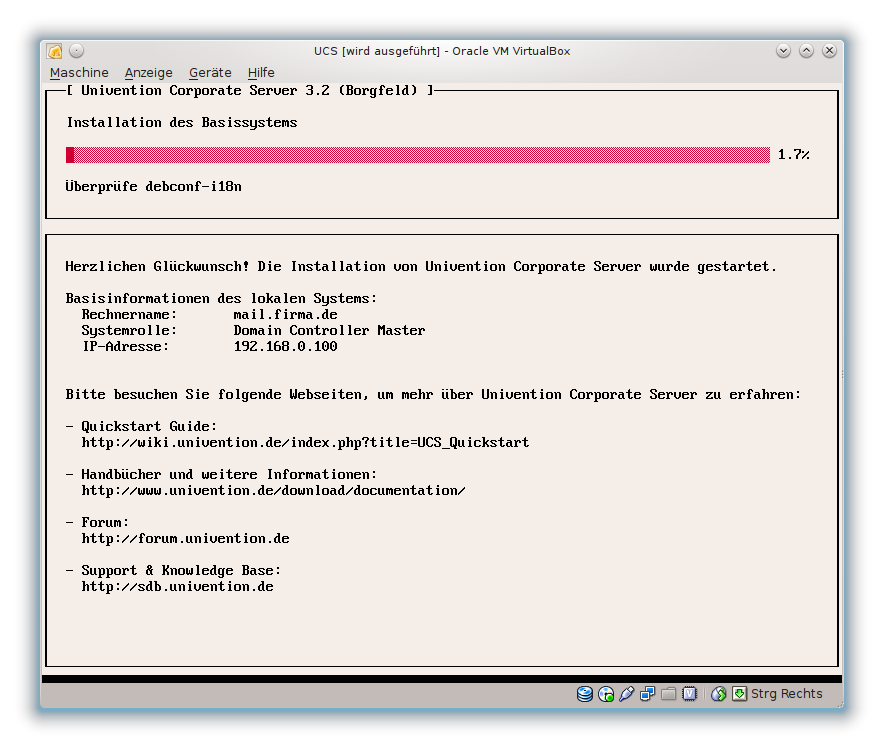 UCS [wird ausgeführt] - Oracle VM VirtualBox
Maschine Anzeige Geräte Hilfe
[ Univention Corporate Server 3.2 (Borgfeld) ]
Installation des Basissystems
1.7%
Überprüfe debconf-i18n
Herzlichen Glückwunsch! Die Installation von Univention Corporate Server wurde gestartet.
Basisinformationen des lokalen Systems:
Rechnername: mail.firma.de
Systemrolle: Domain Controller Master
IP-Adresse: 192.168.0.100
Bitte besuchen Sie folgende Webseiten, um mehr über Univention Corporate Server zu erfahren:
- Quickstart Guide:
http://wiki.univention.de/index.php?title=UCS_Quickstart
- Handbücher und weitere Informationen:
http://www.univention.de/download/documentation/
- Forum:
http://forum.univention.de
- Support & Knowledge Base:
http://sdb.univention.de
Strg Rechts